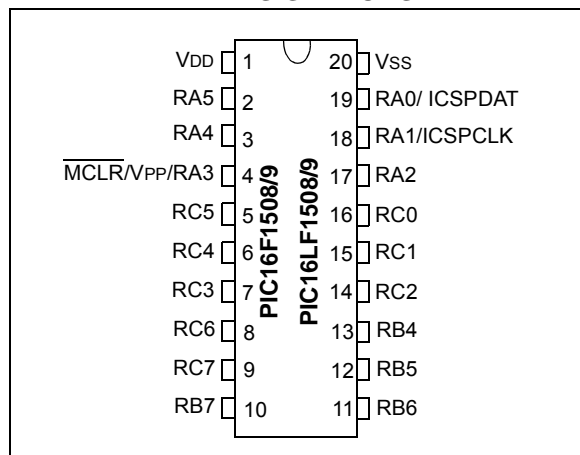 VDD 1 20 VSS
RA5 2 19 RA0/ ICSPDAT
RA4 3 18 RA1/ICSPCLK
MCLR/VPP/RA3 4 17 RA2
RC5 5 16 RC0
RC4 6 15 RC1
RC3 7 14 RC2
RC6 8 13 RB4
RC7 9 12 RB5
RB7 10 11 RB6
PIC16F1508/9
PIC16LF1508/9